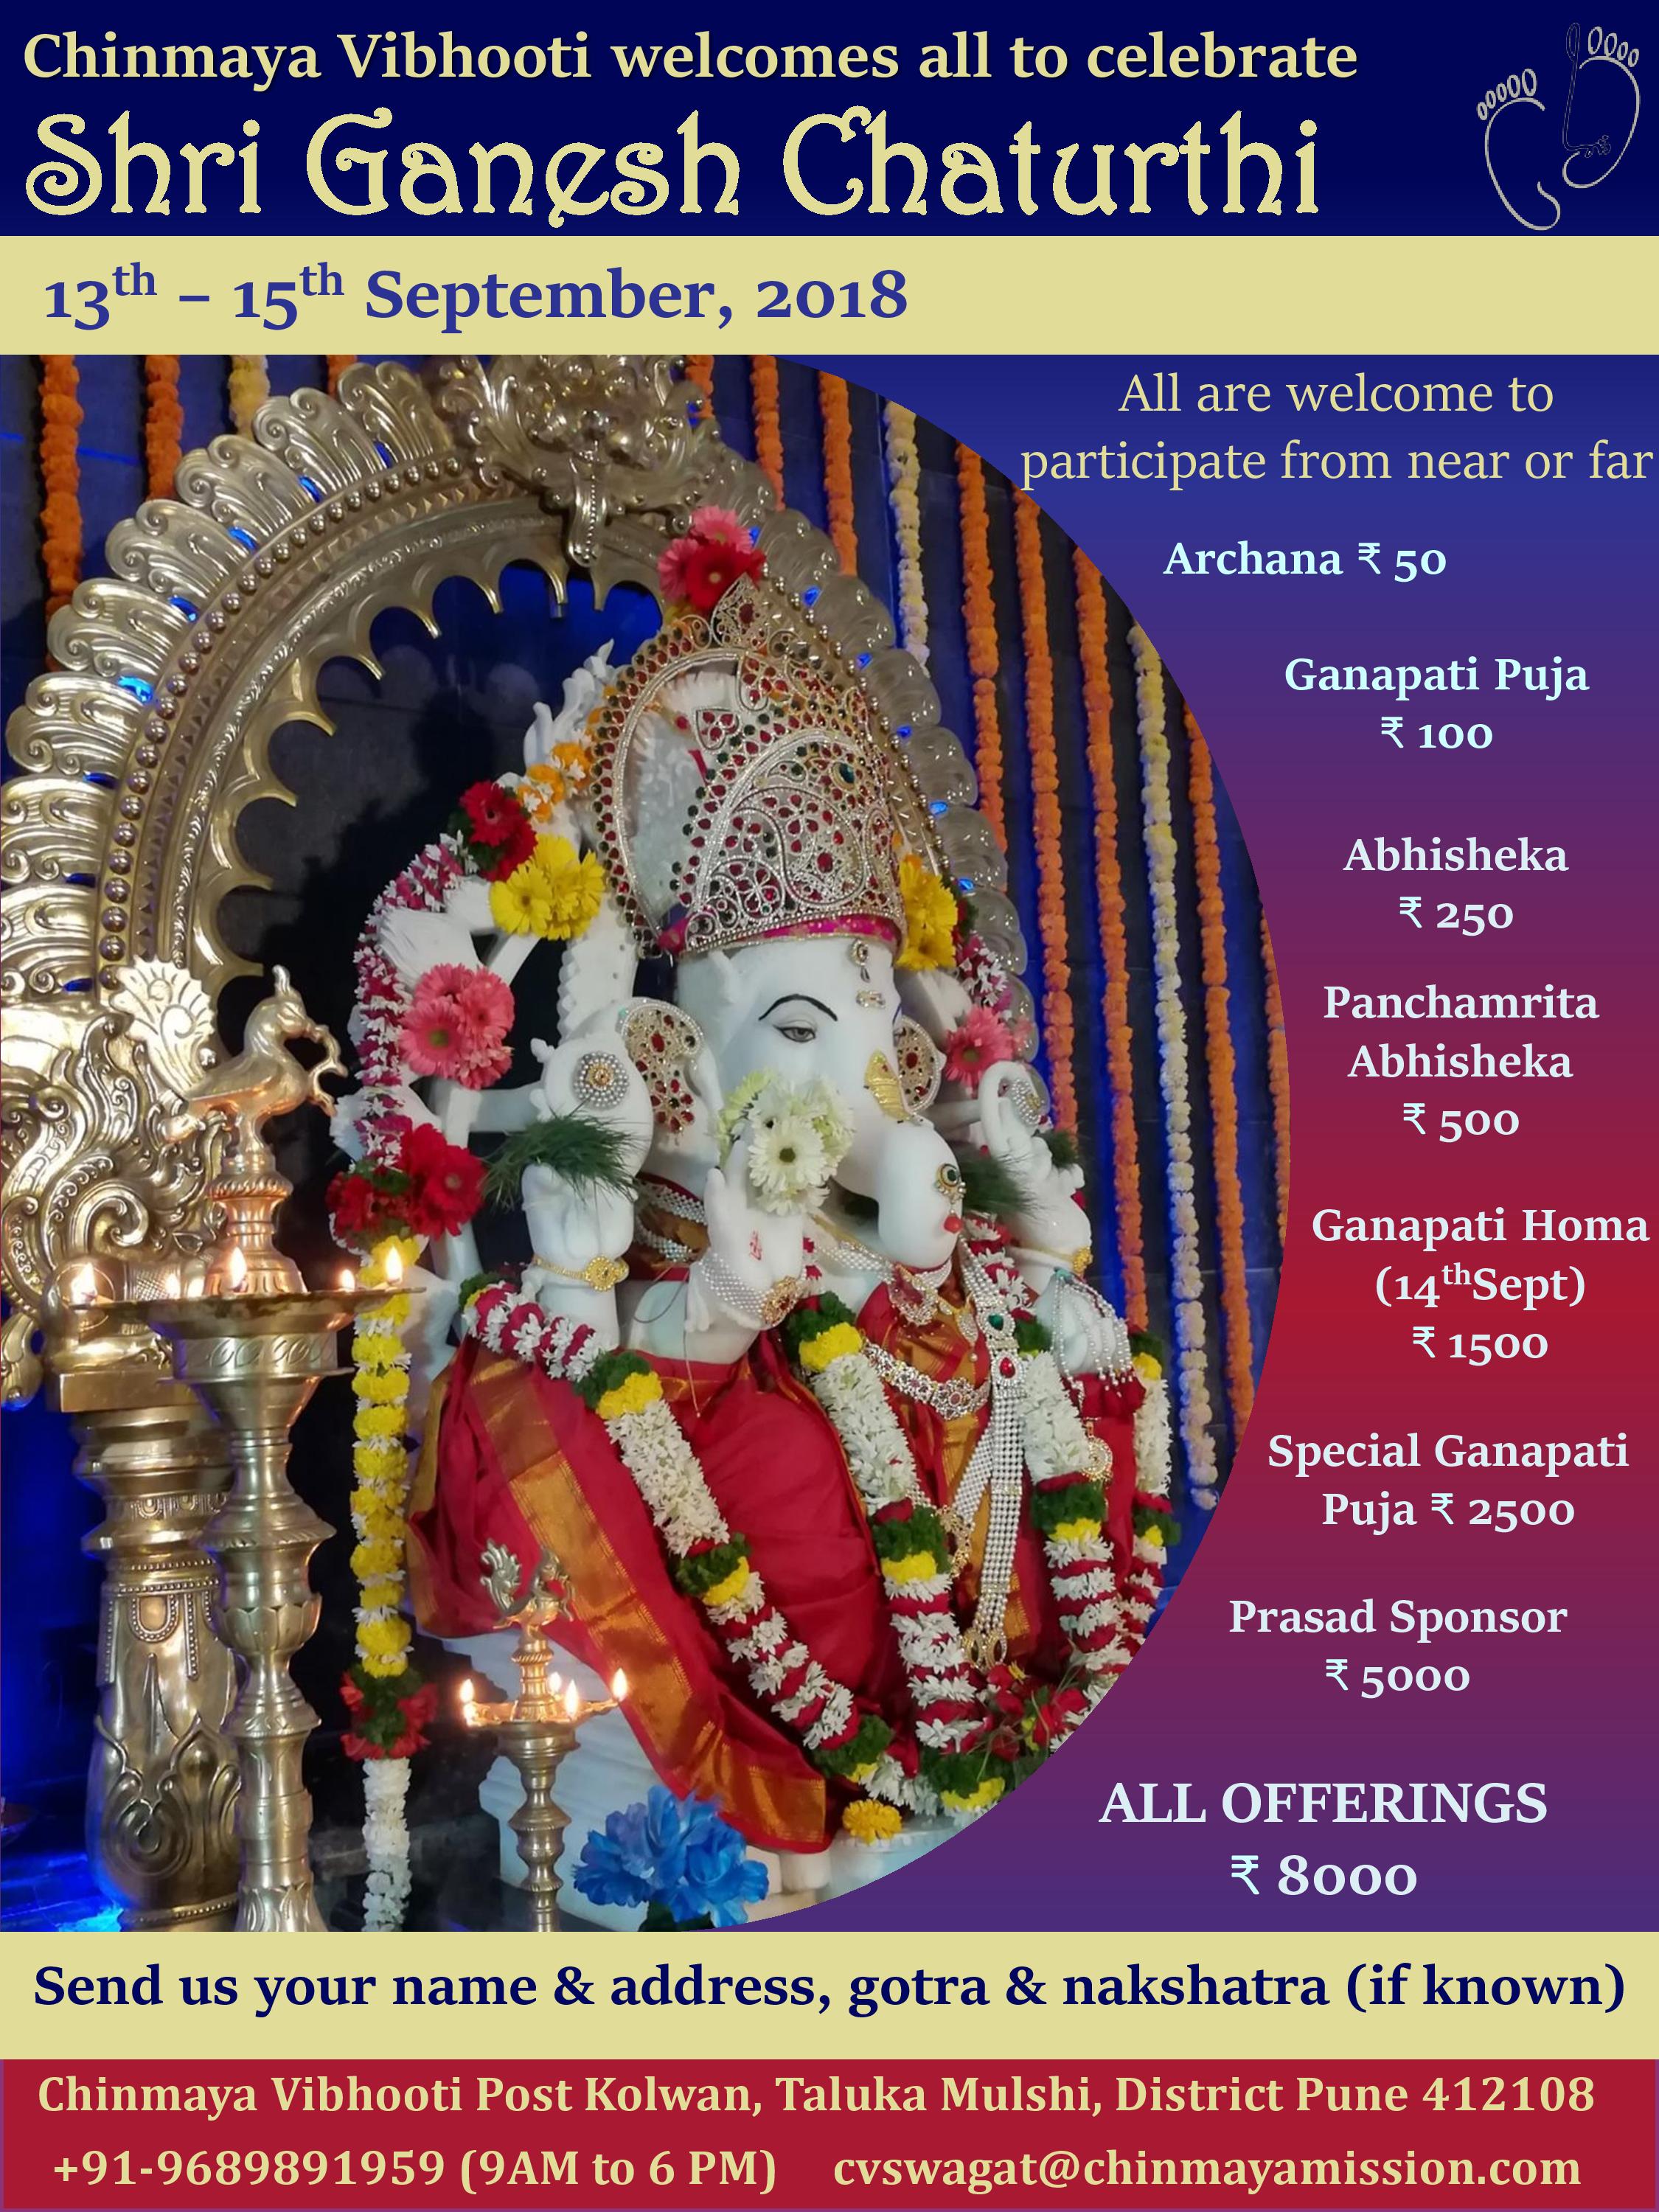 Chinmaya Vibhooti welcomes all to celebrate
Shri Ganesh Chaturthi
13th – 15th September, 2018
All are welcome to
participate from near or far
Archana ₹ 50
Ganapati Puja
₹ 100
Abhisheka
₹ 250
Panchamrita
Abhisheka
₹ 500
Ganapati Homa
(14thSept)
₹ 1500
Special Ganapati
Puja ₹ 2500
Prasad Sponsor
₹ 5000
ALL OFFERINGS
₹ 8000
Send us your name & address, gotra & nakshatra (if known)
Chinmaya Vibhooti Post Kolwan, Taluka Mulshi, District Pune 412108
+91-9689891959 (9AM to 6 PM) cvswagat@chinmayamission.com